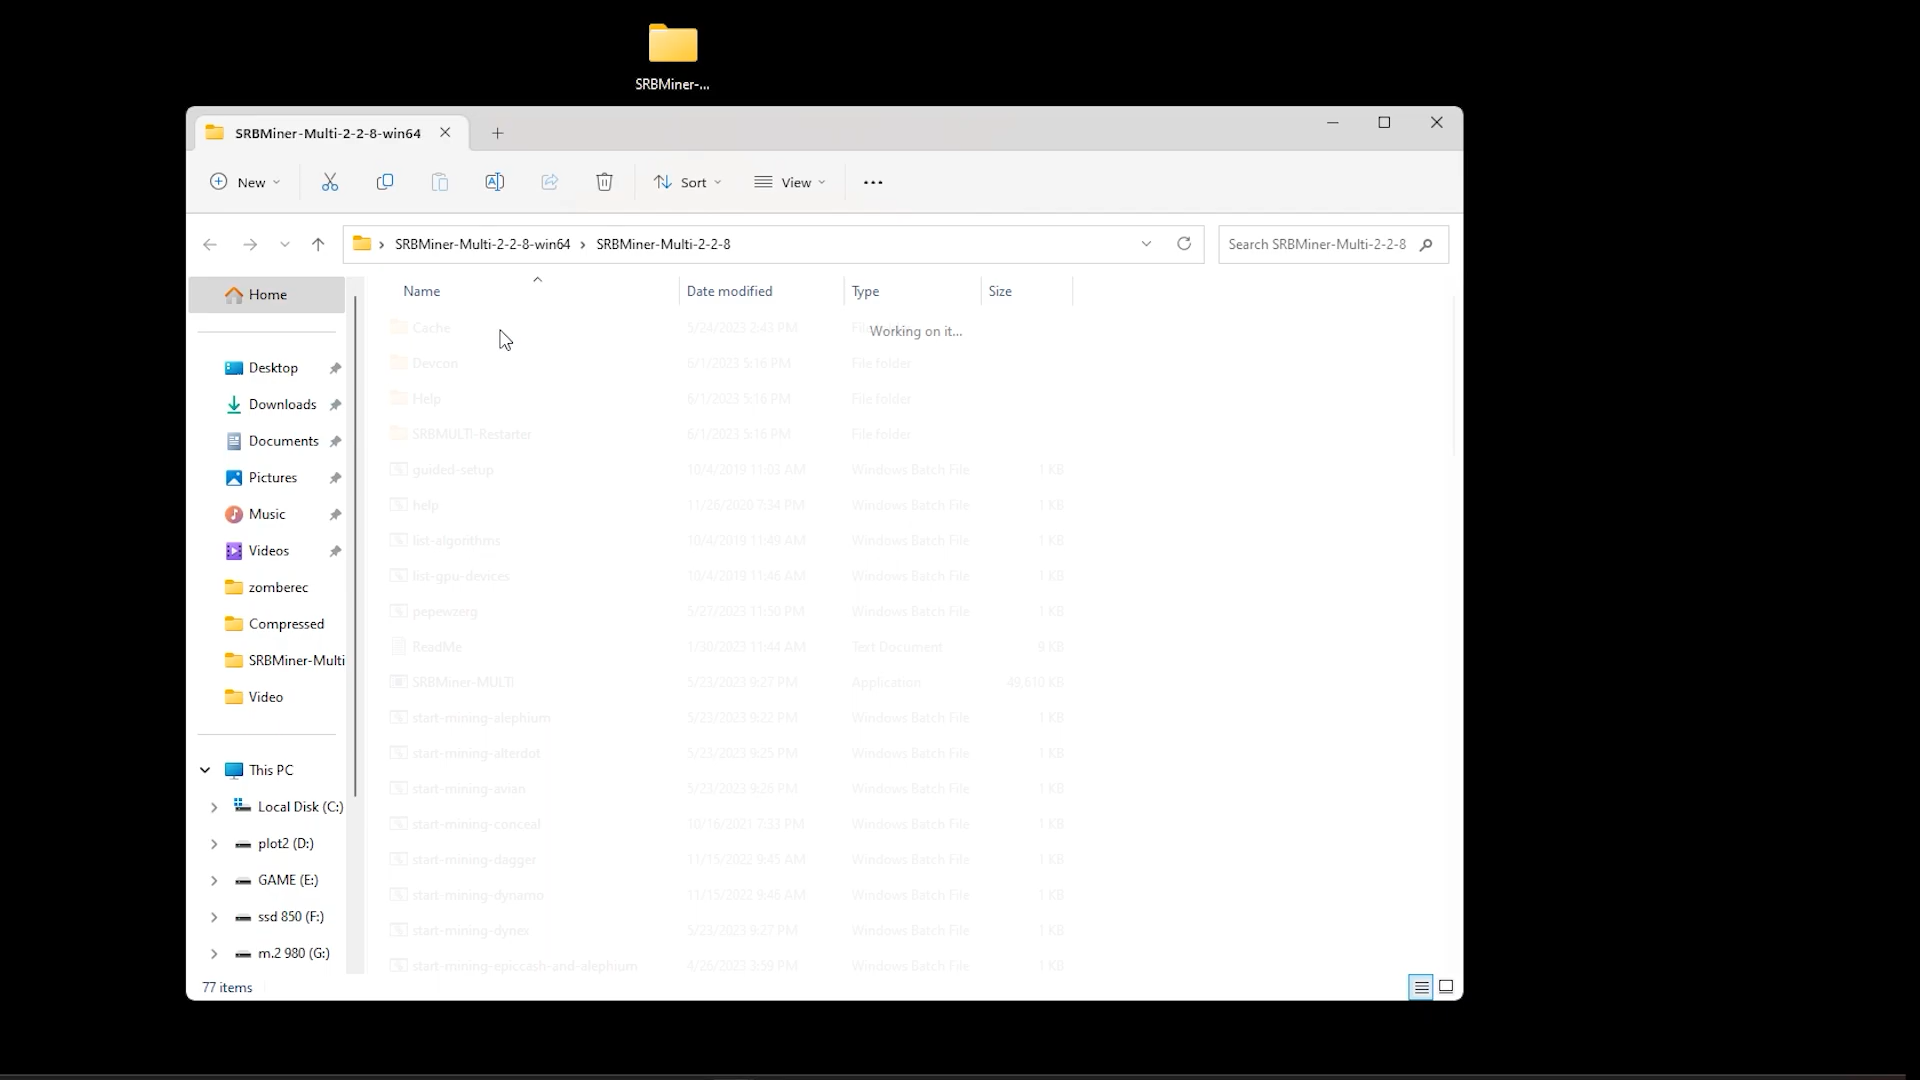 SRBMiner-...
SRBMiner-Multi-2-2-8-win64
New
Sort
View
SRBMiner-Multi-2-2-8-win64 › SRBMiner-Multi-2-2-8
Search SRBMiner-Multi-2-2-8
Home
Name Date modified Type Size
Working on it...
Cache 5/24/2023 2:43 PM
Devcon 6/1/2023 5:16 PM File folder
Desktop
Help 6/1/2023 5:16 PM File folder
Downloads
SRBMULTI-Restarter 6/1/2023 5:16 PM File folder
Documents
guided-setup 10/4/2019 11:03 AM Windows Batch File 1 KB
Pictures
help 11/26/2020 7:34 PM Windows Batch File 1 KB
Music
list-algorithms 10/4/2019 11:49 AM Windows Batch File 1 KB
Videos
list-gpu-devices 10/4/2019 11:46 AM Windows Batch File 1 KB
zomberec
pepewzerg 5/27/2023 11:50 PM Windows Batch File 1 KB
Compressed
ReadMe 1/30/2023 11:44 AM Text Document 9 KB
SRBMiner-Multi
SRBMiner-MULTI 5/23/2023 9:27 PM Application 49,610 KB
Video
start-mining-alephium 5/23/2023 9:22 PM Windows Batch File 1 KB
start-mining-alterdot 5/23/2023 9:25 PM Windows Batch File 1 KB
This PC
start-mining-avian 5/23/2023 9:26 PM Windows Batch File 1 KB
Local Disk (C:)
start-mining-conceal 10/16/2021 7:33 PM Windows Batch File 1 KB
plot2 (D:)
start-mining-dagger 11/15/2022 9:45 AM Windows Batch File 1 KB
GAME (E:)
start-mining-dynamo 11/15/2022 9:46 AM Windows Batch File 1 KB
ssd 850 (F:)
start-mining-dynex 5/23/2023 9:27 PM Windows Batch File 1 KB
m.2 980 (G:)
start-mining-epiccash-and-alephium 4/26/2023 3:59 PM Windows Batch File 1 KB
77 items